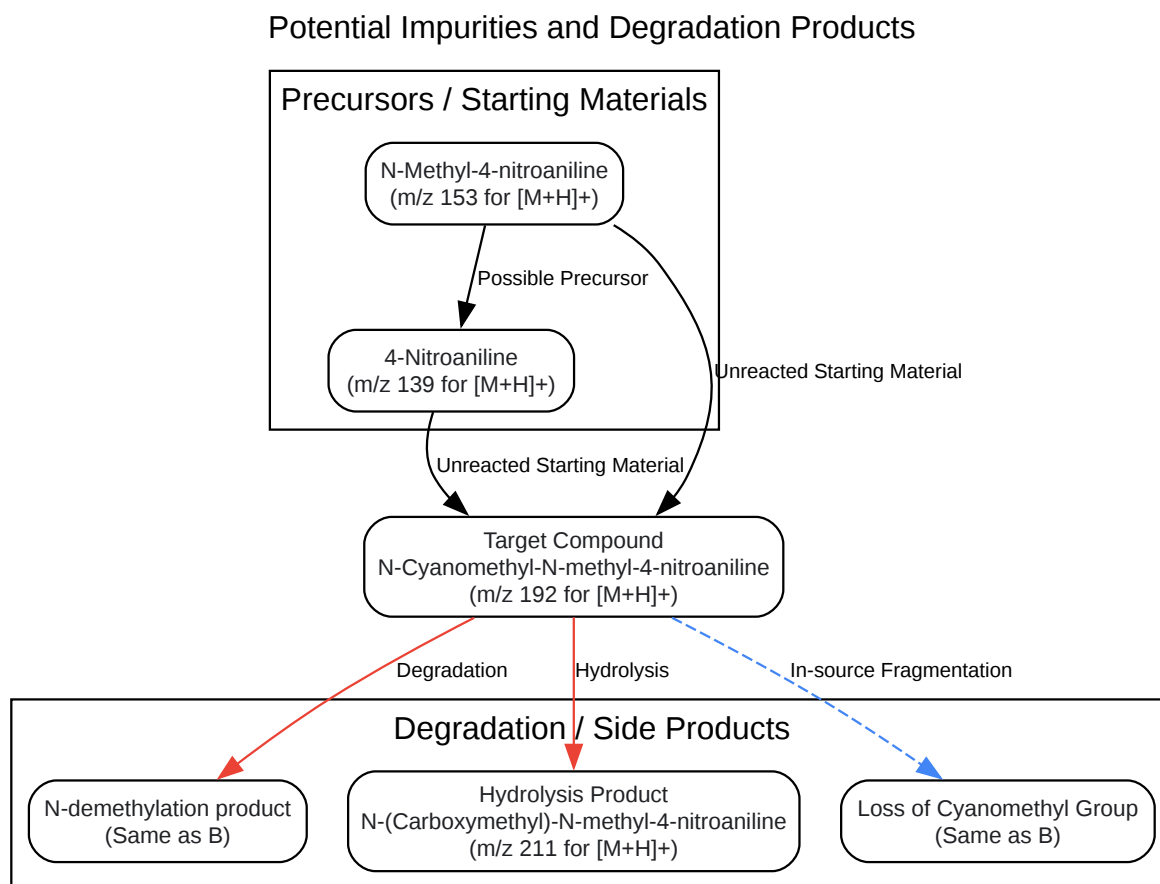 Potential Impurities and Degradation Products
Precursors / Starting Materials
N-Methyl-4-nitroaniline
(m/z 153 for [M+H]+)
Possible Precursor
4-Nitroaniline
(m/z 139 for [M+H]+)
Unreacted Starting Material
Unreacted Starting Material
Target Compound
N-Cyanomethyl-N-methyl-4-nitroaniline
(m/z 192 for [M+H]+)
Degradation
Hydrolysis
In-source Fragmentation
Degradation / Side Products
N-demethylation product
(Same as B)
Hydrolysis Product
N-(Carboxymethyl)-N-methyl-4-nitroaniline
(m/z 211 for [M+H]+)
Loss of Cyanomethyl Group
(Same as B)